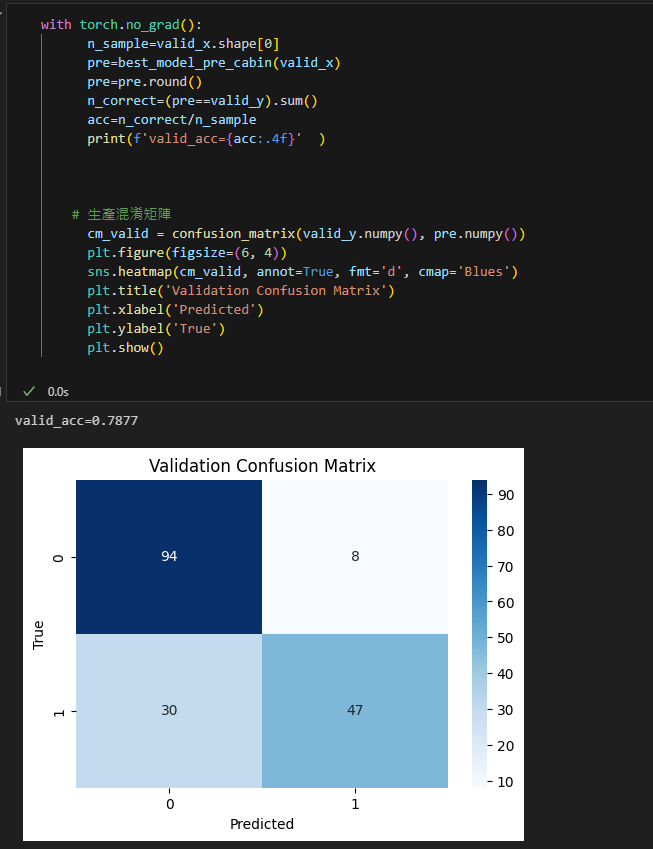 with torch.no_grad():
n_sample=valid_x.shape[0]
pre=best_model_pre_cabin(valid_x)
pre=pre.round()
n_correct=(pre==valid_y).sum()
acc=n_correct/n_sample
print(f'valid_acc={acc:.4f}'  )
# 生產混淆矩陣
cm_valid = confusion_matrix(valid_y.numpy(), pre.numpy())
plt.figure(figsize=(6, 4))
sns.heatmap(cm_valid, annot=True, fmt='d', cmap='Blues')
plt.title('Validation Confusion Matrix')
plt.xlabel('Predicted')
plt.ylabel('True')
plt.show()
0.0s
valid_acc=0.7877
Validation Confusion Matrix
True
0
94
8
1
30
47
0
1
Predicted
90
80
70
60
50
40
30
20
10